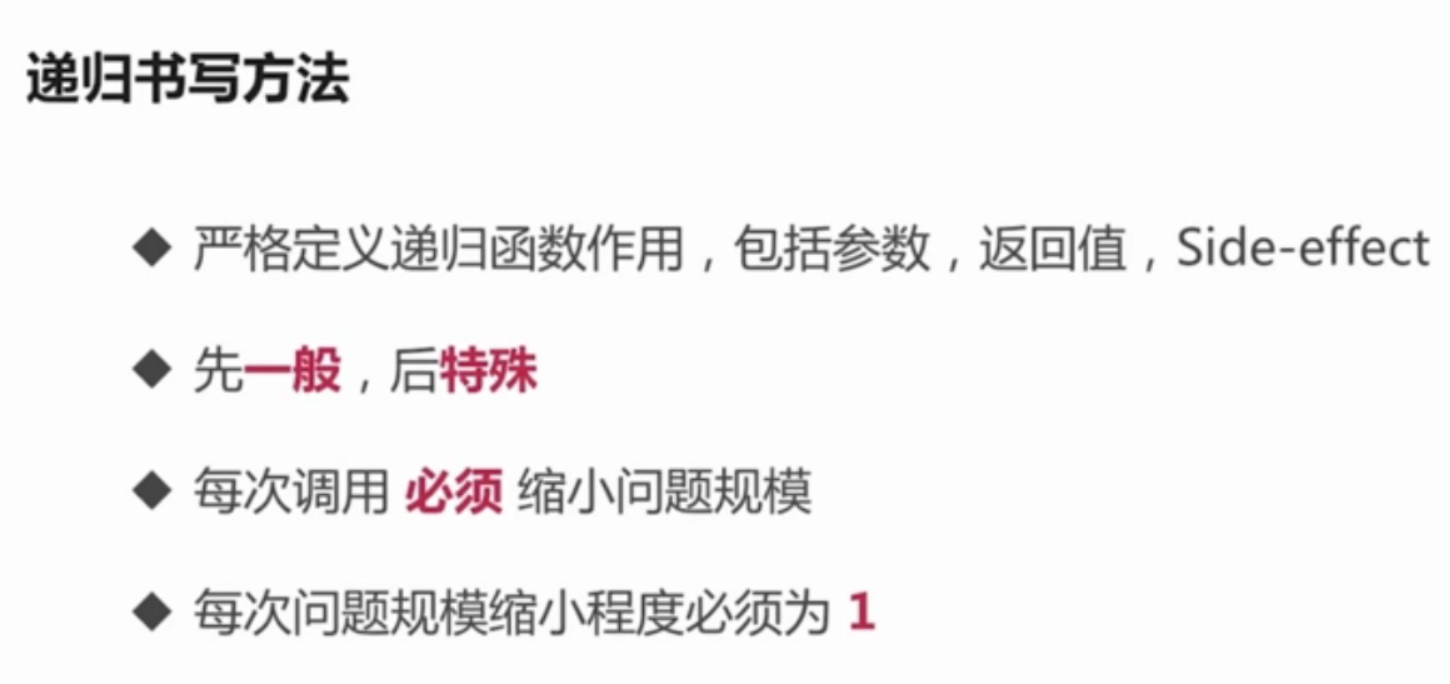 递归书写方法
◆ 严格定义递归函数作用，包括参数，返回值，Side-effect
◆ 先一般，后特殊
◆ 每次调用 必须 缩小问题规模
◆ 每次问题规模缩小程度必须为 1